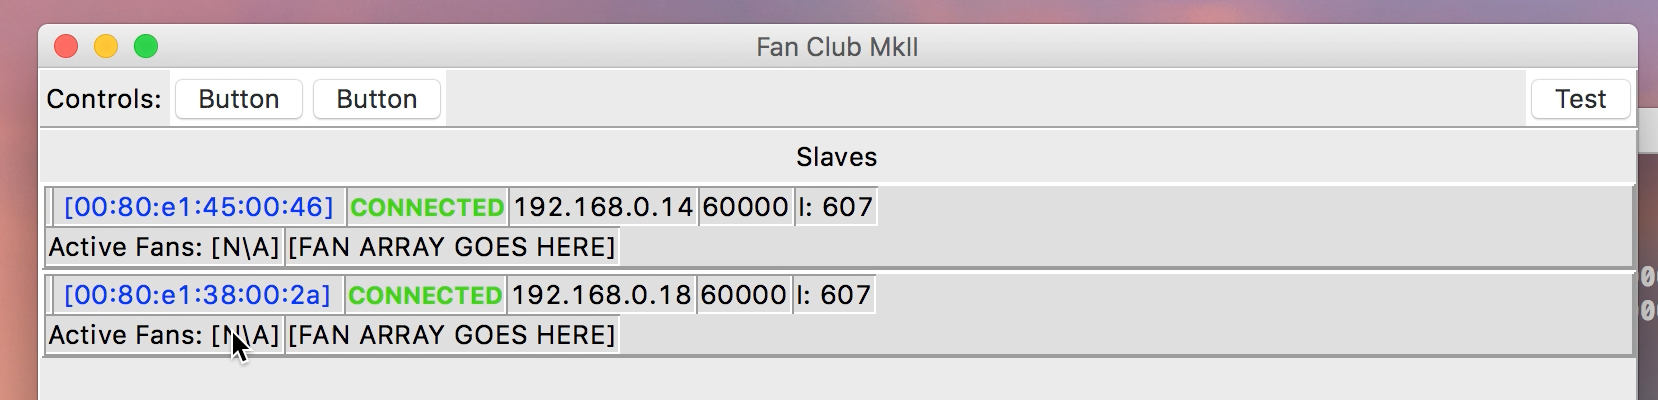 Fan Club MkII
Controls: Button Button Test
Slaves
[00:80:e1:45:00:46] CONNECTED 192.168.0.14 60000 I: 607
Active Fans: [N\A] [FAN ARRAY GOES HERE]
[00:80:e1:38:00:2a] CONNECTED 192.168.0.18 60000 I: 607
Active Fans: [N\A] [FAN ARRAY GOES HERE]